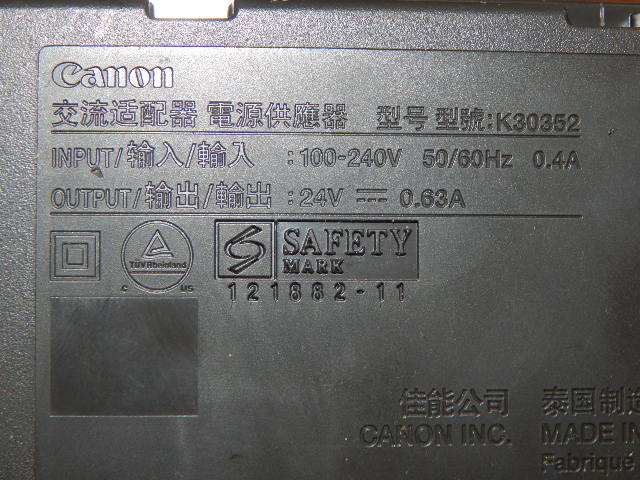 Canon
交流适配器 電源供應器 型号 型號:K30352
INPUT/输入/輸入 :100-240V 50/60Hz 0.4A
OUTPUT/输出/輸出 :24V ⎓ 0.63A
TÜVRheinland
C US
SAFETY
MARK
121882-11
佳能公司 泰国制造
CANON INC. MADE IN
Fabriqué